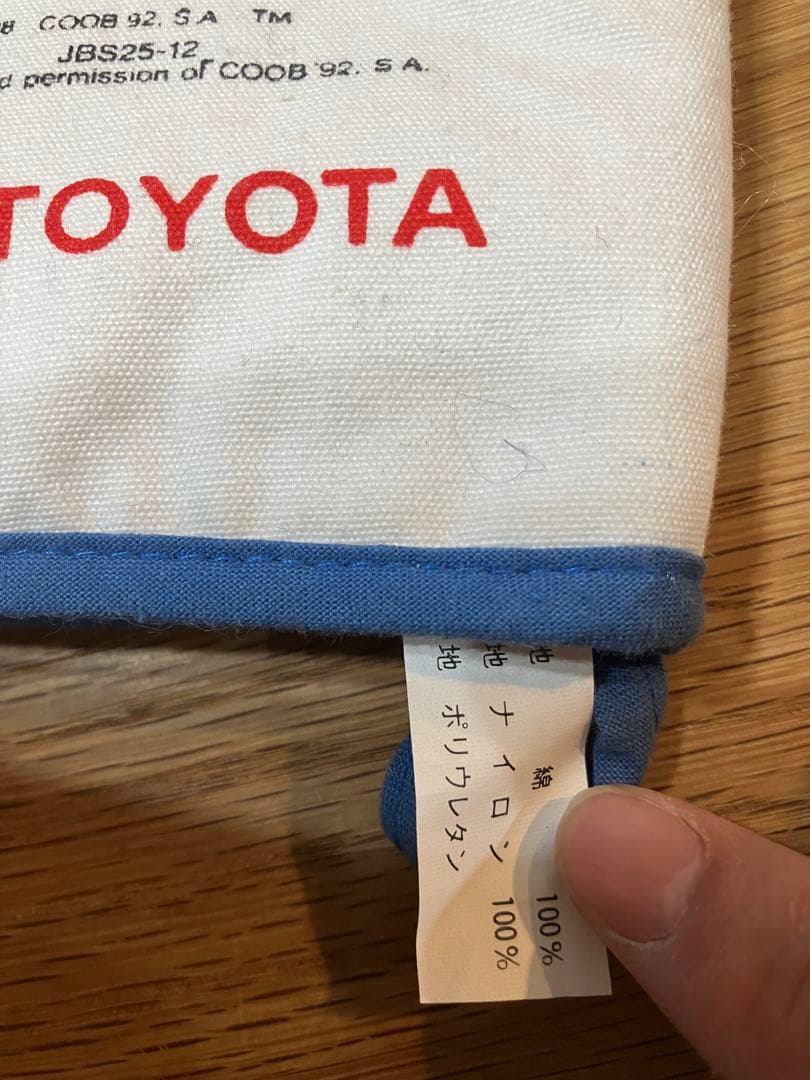 COOB 92, S A TM
JBS25-12
permission of COOB '92. S A.
TOYOTA
地 綿 100%
地 ナイロン 100%
地 ポリウレタン